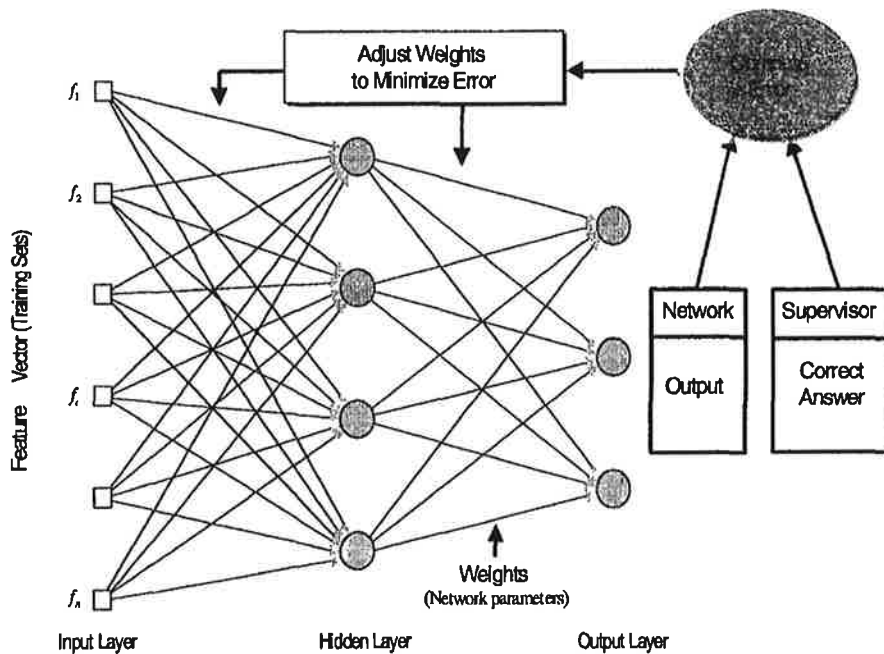 Adjust Weights
to Minimize Error
f1
f2
Feature Vector (Training Sets)
fi
fn
Network
Output
Supervisor
Correct
Answer
Weights
(Network parameters)
Input Layer
Hidden Layer
Output Layer